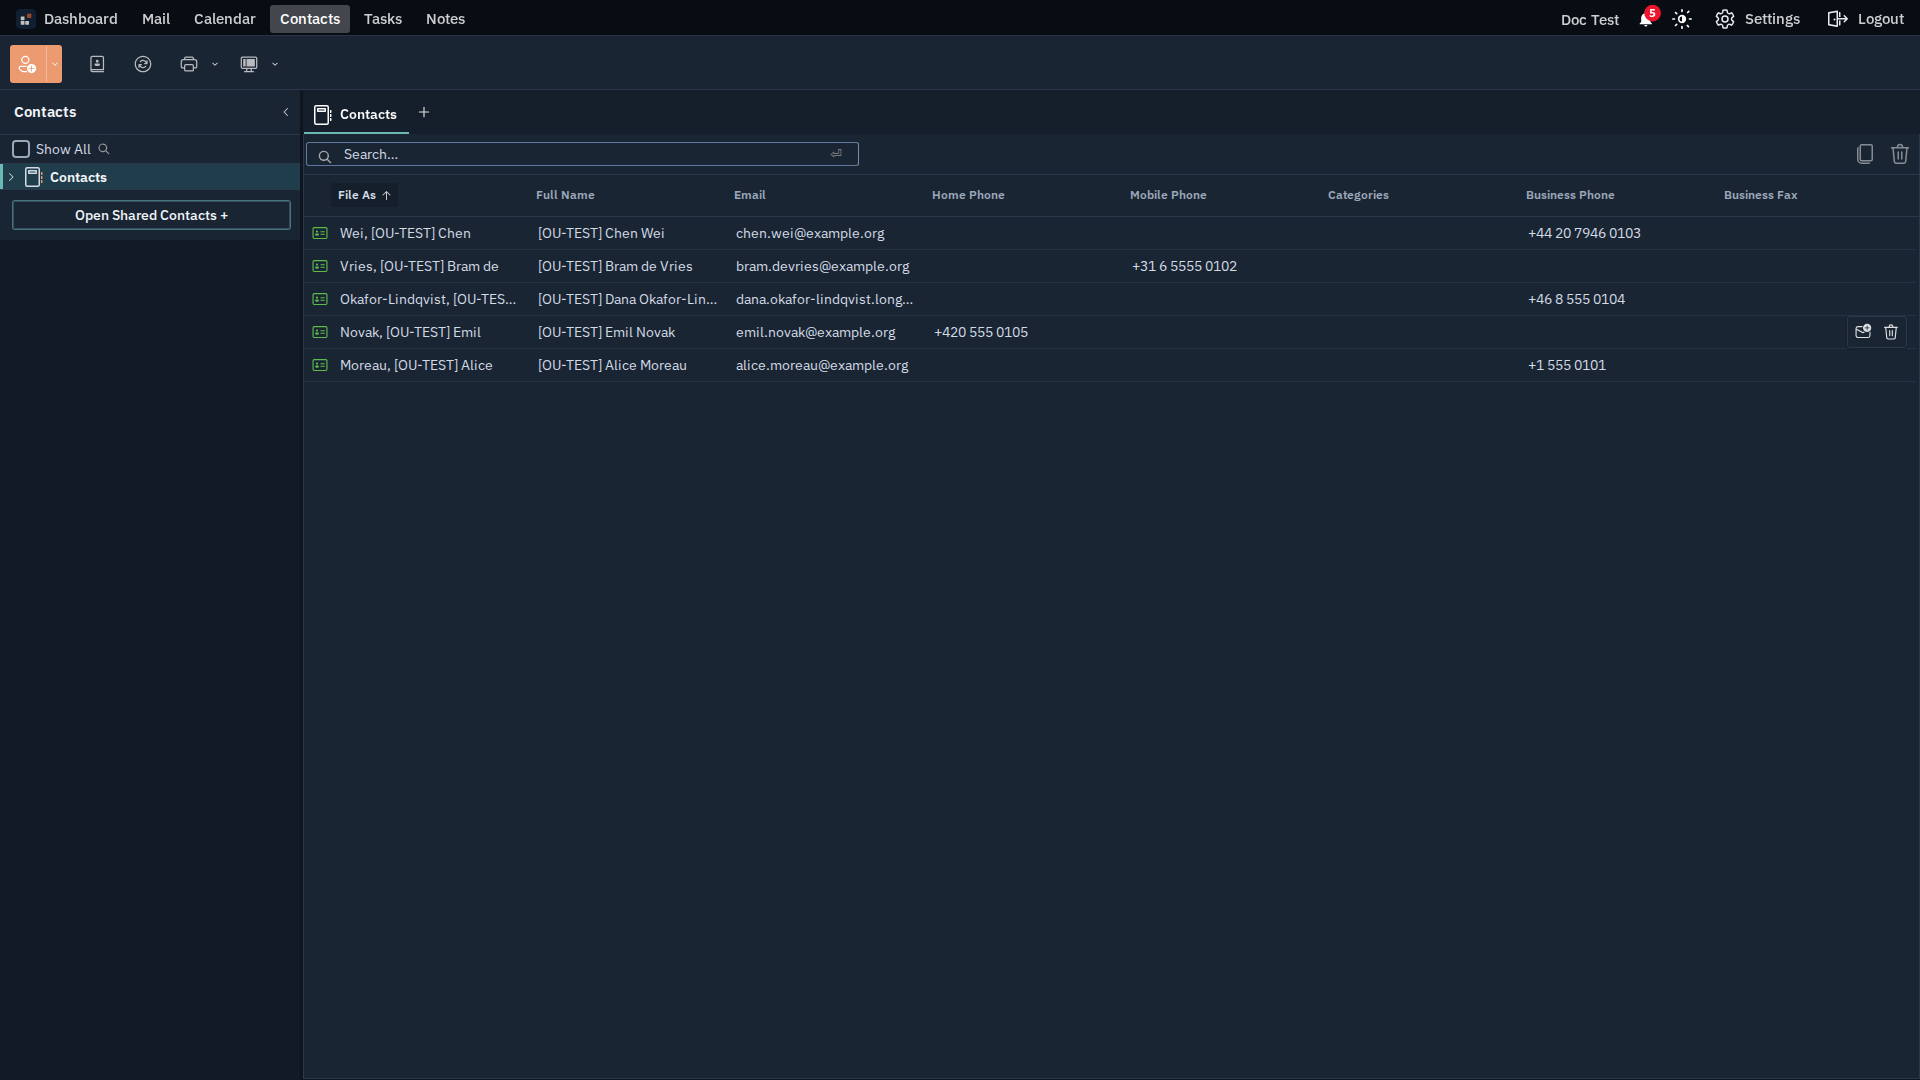 Dashboard Mail Calendar Contacts Tasks Notes Doc Test 5 Settings Logout
Contacts
Show All
Contacts
Open Shared Contacts +
Contacts +
Search...
File As Full Name Email Home Phone Mobile Phone Categories Business Phone Business Fax
Wei, [OU-TEST] Chen [OU-TEST] Chen Wei chen.wei@example.org +44 20 7946 0103
Vries, [OU-TEST] Bram de [OU-TEST] Bram de Vries bram.devries@example.org +31 6 5555 0102
Okafor-Lindqvist, [OU-TES... [OU-TEST] Dana Okafor-Lin... dana.okafor-lindqvist.long... +46 8 555 0104
Novak, [OU-TEST] Emil [OU-TEST] Emil Novak emil.novak@example.org +420 555 0105
Moreau, [OU-TEST] Alice [OU-TEST] Alice Moreau alice.moreau@example.org +1 555 0101